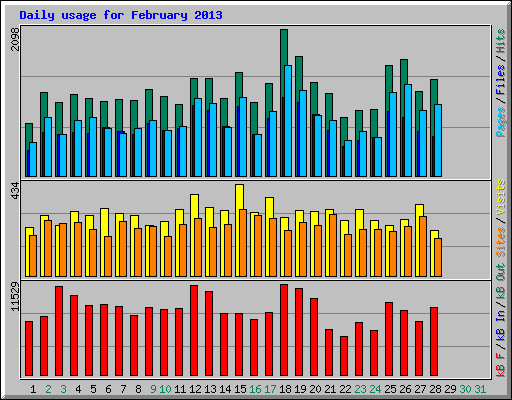 Daily usage for February 2013
2098
Pages / Files / Hits
434
Sites / Visits
11529
kB F / kB In / kB Out
1 2 3 4 5 6 7 8 9 10 11 12 13 14 15 16 17 18 19 20 21 22 23 24 25 26 27 28 29 30 31